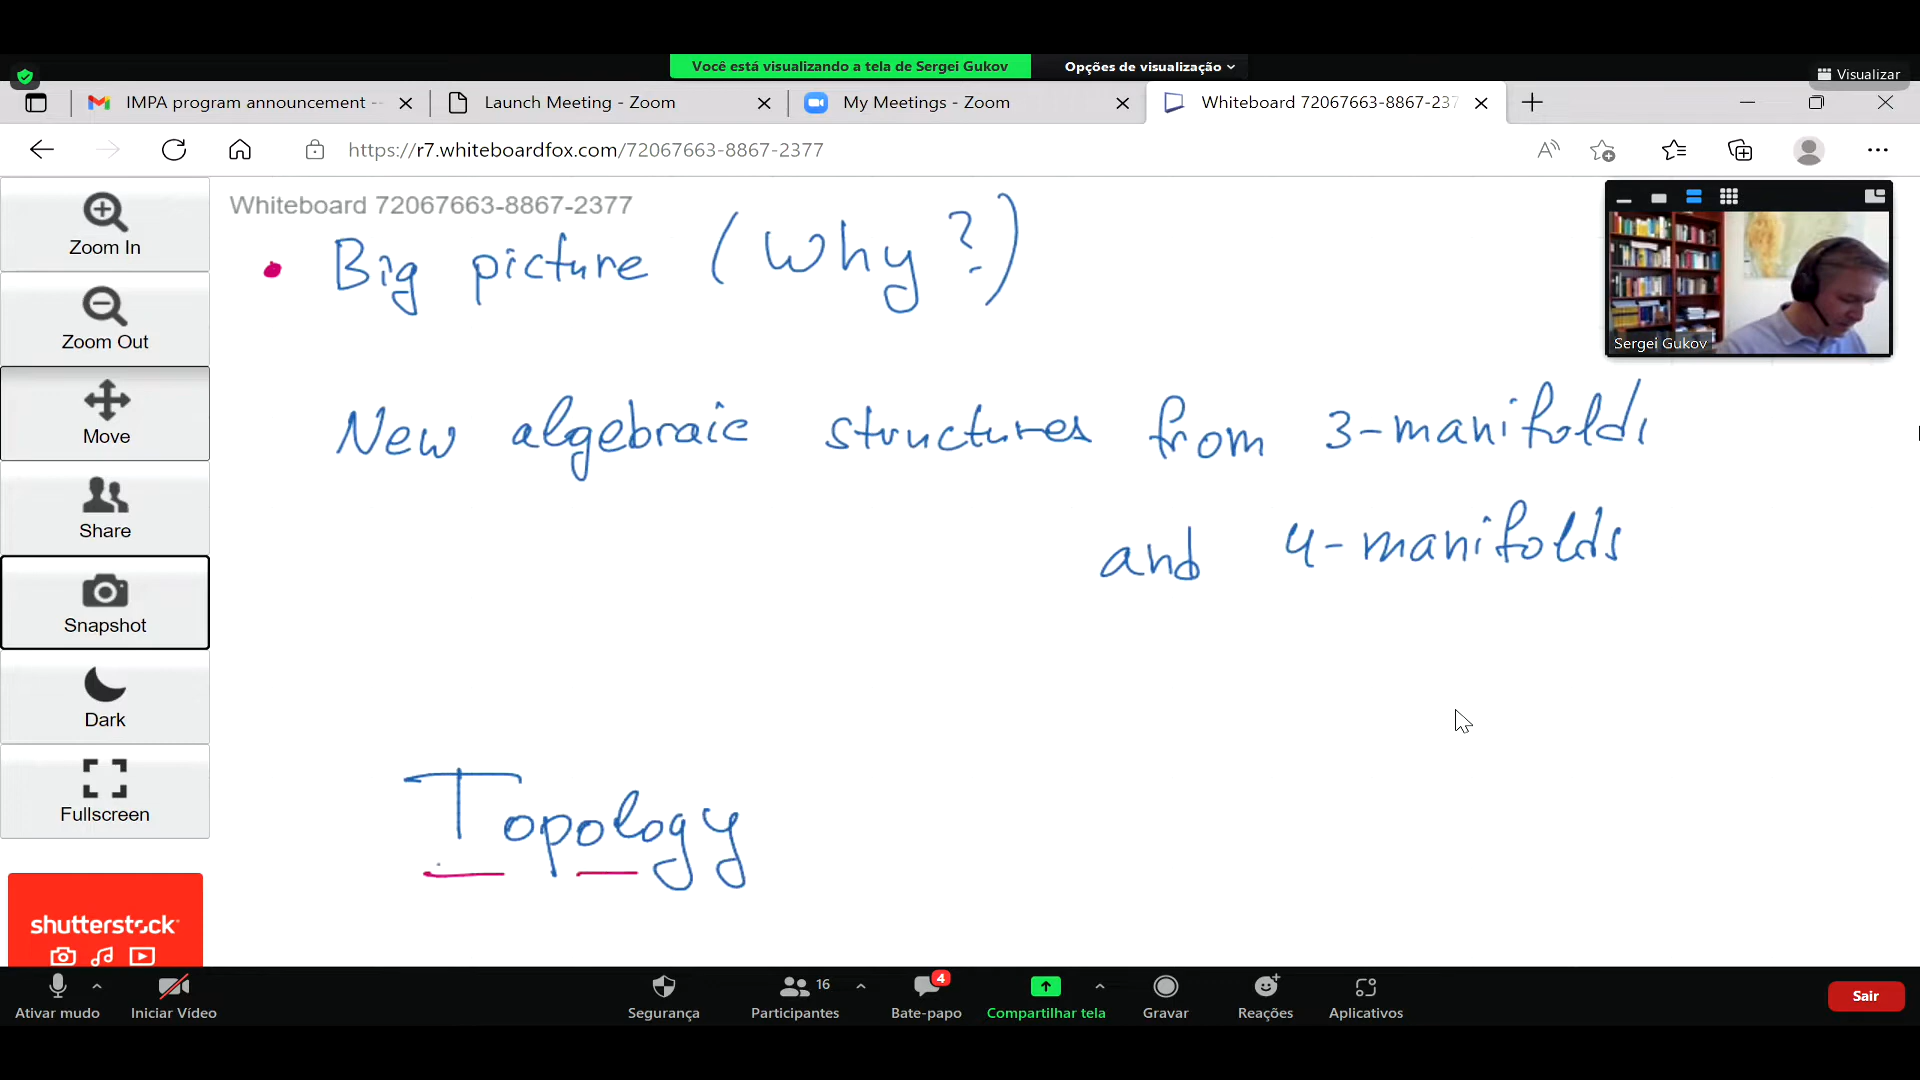 Você está visualizando a tela de Sergei Gukov
Opções de visualização
Visualizar
IMPA program announcement -
Launch Meeting - Zoom
My Meetings - Zoom
Whiteboard 72067663-8867-237
https://r7.whiteboardfox.com/72067663-8867-2377
Whiteboard 72067663-8867-2377
Zoom In
Zoom Out
Move
Share
Snapshot
Dark
Fullscreen
shutterstock
• Big picture (Why?)
New algebraic structures from 3-manifolds
and 4-manifolds
Topology
Sergei Gukov
Ativar mudo
Iniciar Vídeo
Segurança
16
Participantes
4
Bate-papo
Compartilhar tela
Gravar
Reações
Aplicativos
Sair